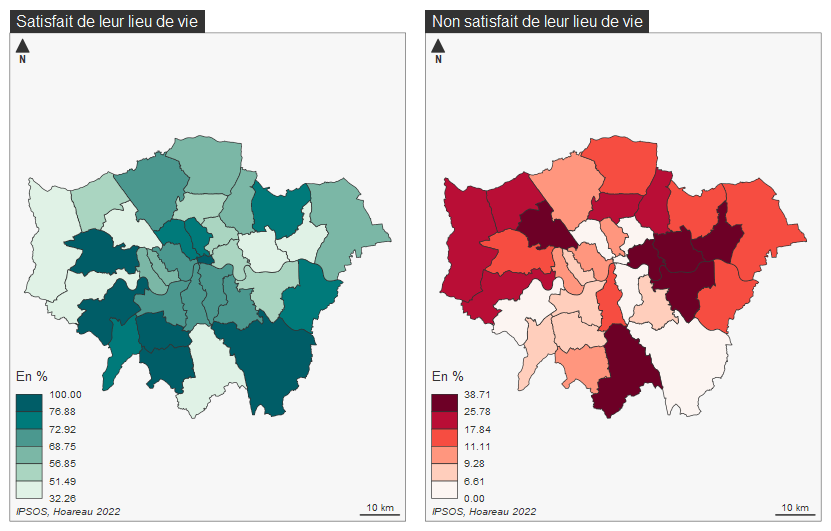 Satisfait de leur lieu de vie
N
En %
100.00
76.88
72.92
68.75
56.85
51.49
32.26
IPSOS, Hoareau 2022
10 km
Non satisfait de leur lieu de vie
N
En %
38.71
25.78
17.84
11.11
9.28
6.61
0.00
IPSOS, Hoareau 2022
10 km